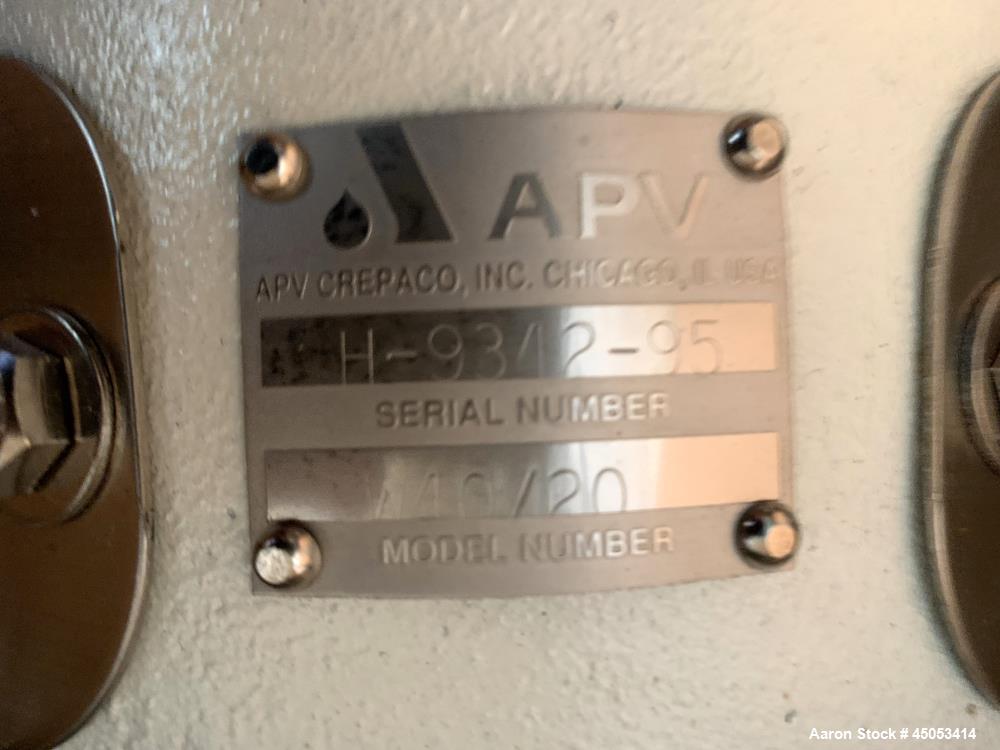 APV
APV CREPACO, INC. CHICAGO, IL USA
H-9342-95
SERIAL NUMBER
MODEL NUMBER
Aaron Stock # 45053414